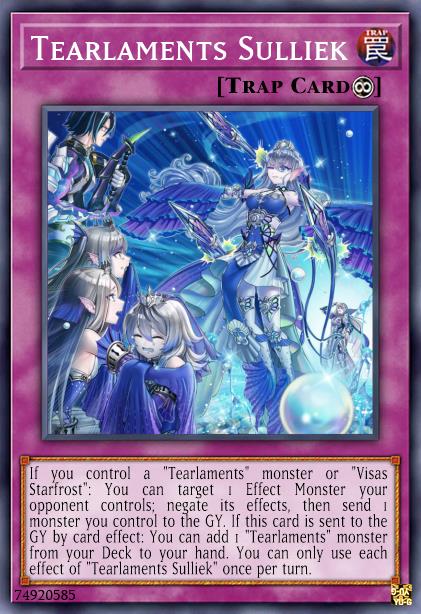 Tearlaments Sulliek
TRAP
罠
[Trap Card]
If you control a "Tearlaments" monster or "Visas
Starfrost": You can target 1 Effect Monster your
opponent controls; negate its effects, then send 1
monster you control to the GY. If this card is sent to the
GY by card effect: You can add 1 "Tearlaments" monster
from your Deck to your hand. You can only use each
effect of "Tearlaments Sulliek" once per turn.
74920585